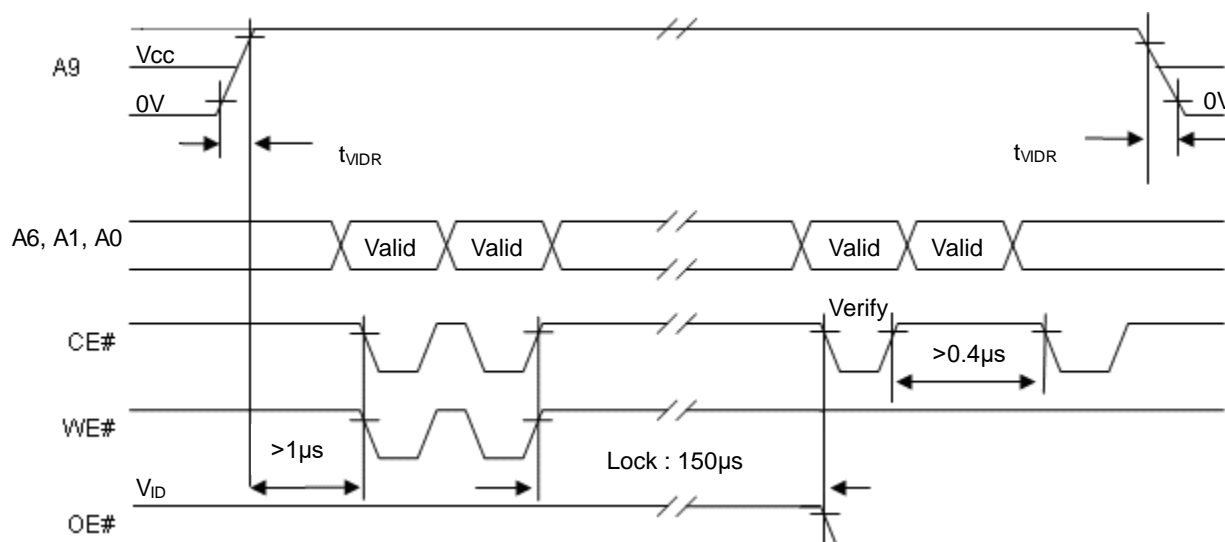 Vcc
A9
0V
0V
tVIDR
tVIDR
A6, A1, A0
Valid
Valid
Valid
Valid
Verify
CE#
>0.4µs
WE#
>1µs
Lock : 150µs
VID
OE#